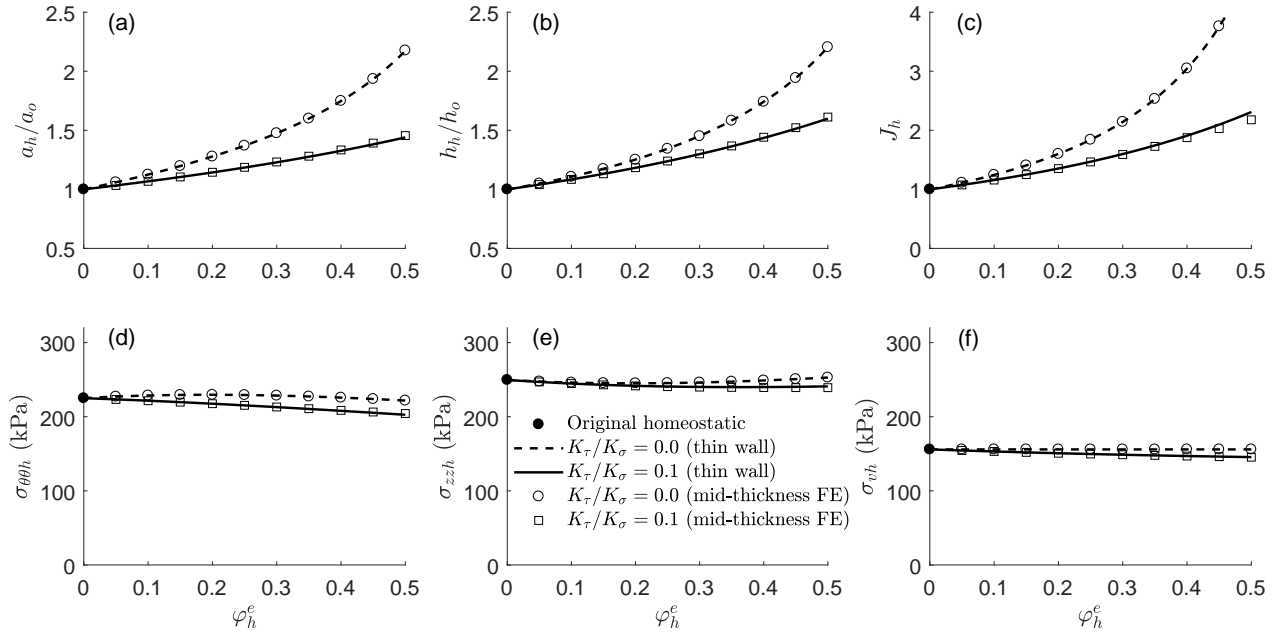 (a)
2.5
2
1.5
1
0.5
a_h/a_o
0 0.1 0.2 0.3 0.4 0.5
(b)
2.5
2
1.5
1
0.5
h_h/h_o
0 0.1 0.2 0.3 0.4 0.5
(c)
4
3
2
1
0
J_h
0 0.1 0.2 0.3 0.4 0.5
(d)
300
200
100
0
σ_θθh (kPa)
0 0.1 0.2 0.3 0.4 0.5
φ_h^e
(e)
300
200
100
0
σ_zzh (kPa)
Original homeostatic
K_τ/K_σ = 0.0 (thin wall)
K_τ/K_σ = 0.1 (thin wall)
K_τ/K_σ = 0.0 (mid-thickness FE)
K_τ/K_σ = 0.1 (mid-thickness FE)
0 0.1 0.2 0.3 0.4 0.5
φ_h^e
(f)
300
200
100
0
σ_vh (kPa)
0 0.1 0.2 0.3 0.4 0.5
φ_h^e